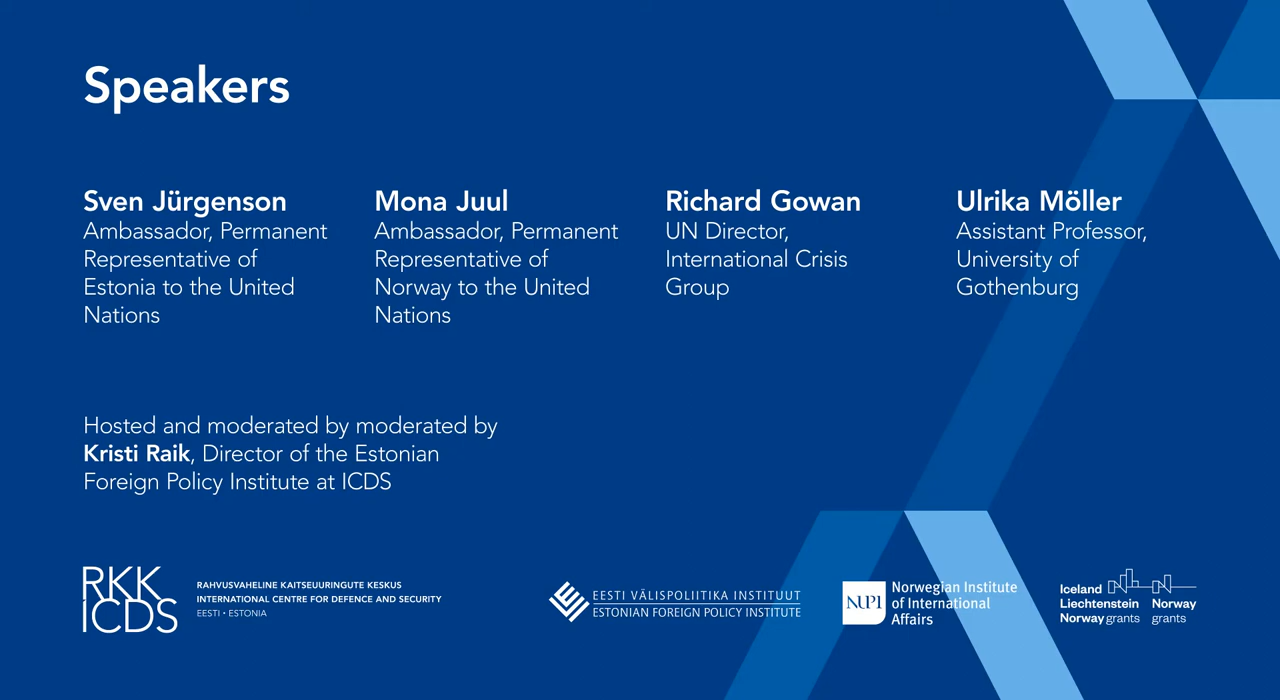 Speakers
Sven Jürgenson
Ambassador, Permanent
Representative of
Estonia to the United
Nations
Mona Juul
Ambassador, Permanent
Representative of
Norway to the United
Nations
Richard Gowan
UN Director,
International Crisis
Group
Ulrika Möller
Assistant Professor,
University of
Gothenburg
Hosted and moderated by moderated by
Kristi Raik, Director of the Estonian
Foreign Policy Institute at ICDS
RKK
ICDS
RAHVUSVAHELINE KAITSEUURINGUTE KESKUS
INTERNATIONAL CENTRE FOR DEFENCE AND SECURITY
EESTI • ESTONIA
EESTI VÄLISPOLIITIKA INSTITUUT
ESTONIAN FOREIGN POLICY INSTITUTE
NUPI
Norwegian Institute
of International
Affairs
Iceland
Liechtenstein
Norway grants
Norway
grants